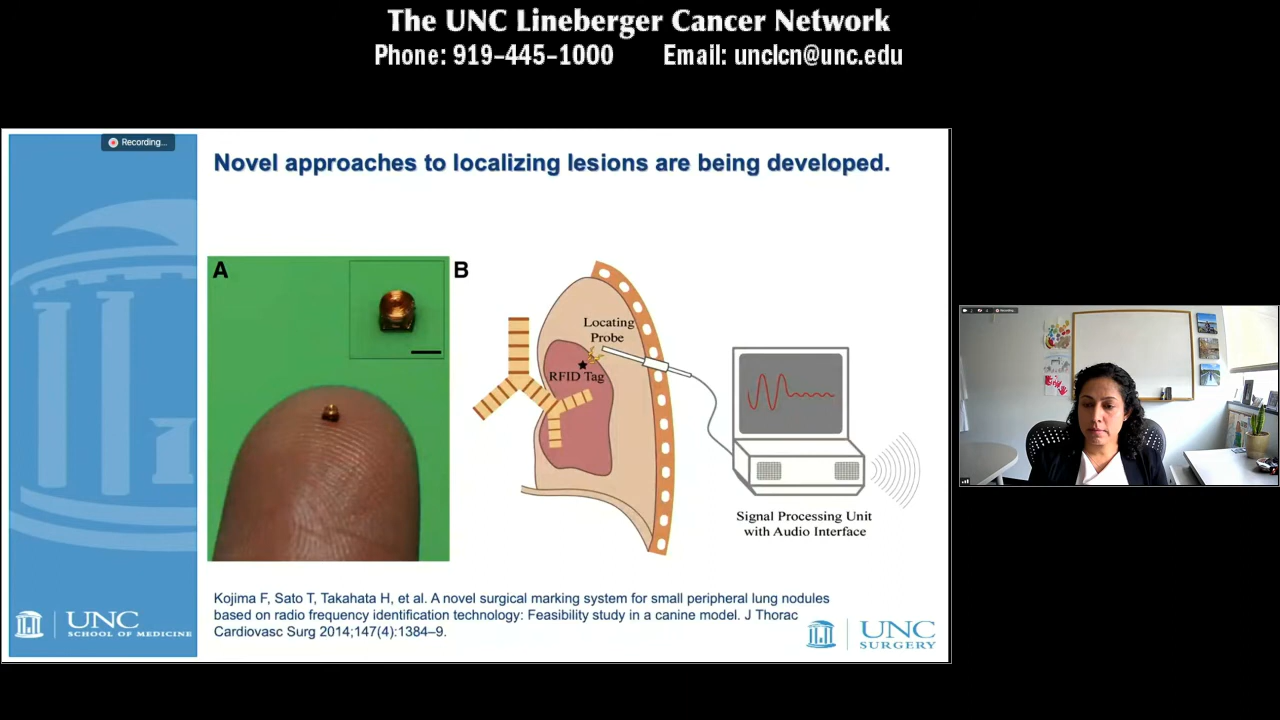 The UNC Lineberger Cancer Network
Phone: 919-445-1000 Email: unclcn@unc.edu
Recording...
Novel approaches to localizing lesions are being developed.
A
B
Locating
Probe
RFID Tag
Signal Processing Unit
with Audio Interface
Kojima F, Sato T, Takahata H, et al. A novel surgical marking system for small peripheral lung nodules
based on radio frequency identification technology: Feasibility study in a canine model. J Thorac
Cardiovasc Surg 2014;147(4):1384–9.
UNC
SCHOOL OF MEDICINE
UNC
SURGERY
Recording...